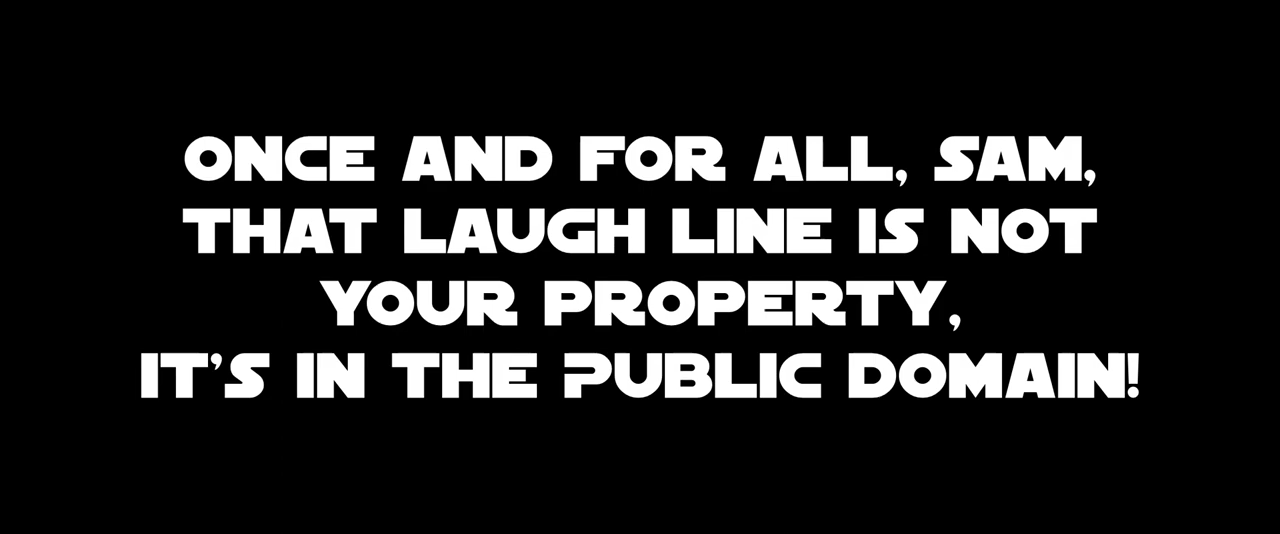 ONCE AND FOR ALL, SAM,
THAT LAUGH LINE IS NOT
YOUR PROPERTY,
IT'S IN THE PUBLIC DOMAIN!